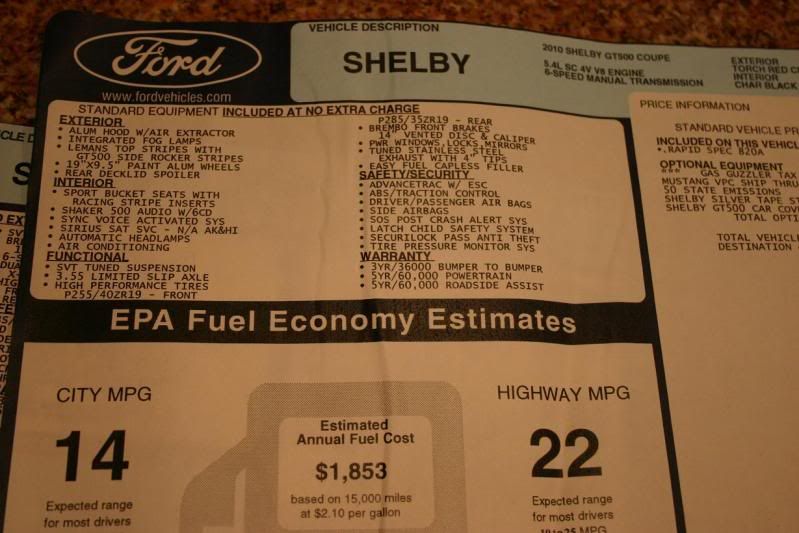 Ford
www.fordvehicles.com
VEHICLE DESCRIPTION
SHELBY
2010 SHELBY GT500 COUPE
5.4L SC 4V V8 ENGINE
6-SPEED MANUAL TRANSMISSION
EXTERIOR
TORCH RED
INTERIOR
CHAR BLACK
STANDARD EQUIPMENT INCLUDED AT NO EXTRA CHARGE
EXTERIOR
• ALUM HOOD W/AIR EXTRACTOR
• INTEGRATED FOG LAMPS
• LEMANS TOP STRIPES WITH
GT500 SIDE ROCKER STRIPES
• 19"X9.5" PAINT ALUM WHEELS
• REAR DECKLID SPOILER
INTERIOR
• SPORT BUCKET SEATS WITH
RACING STRIPE INSERTS
• SHAKER 500 AUDIO W/6CD
• SYNC VOICE ACTIVATED SYS
• SIRIUS SAT SVC - N/A AK&HI
• AUTOMATIC HEADLAMPS
• AIR CONDITIONING
FUNCTIONAL
• SVT TUNED SUSPENSION
• 3.55 LIMITED SLIP AXLE
• HIGH PERFORMANCE TIRES
P255/40ZR19 - FRONT
P285/35ZR19 - REAR
• BREMBO FRONT BRAKES
14" VENTED DISC & CALIPER
• PWR WINDOWS,LOCKS,MIRRORS
• TUNED STAINLESS STEEL
EXHAUST WITH 4" TIPS
• EASY FUEL CAPLESS FILLER
SAFETY/SECURITY
• ADVANCETRAC W/ ESC
• ABS/TRACTION CONTROL
• DRIVER/PASSENGER AIR BAGS
• SIDE AIRBAGS
• SOS POST CRASH ALERT SYS
• LATCH CHILD SAFETY SYSTEM
• SECURILOCK PASS ANTI THEFT
• TIRE PRESSURE MONITOR SYS
WARRANTY
• 3YR/36000 BUMPER TO BUMPER
• 5YR/60,000 POWERTRAIN
• 5YR/60,000 ROADSIDE ASSIST
PRICE INFORMATION
STANDARD VEHICLE PR
INCLUDED ON THIS VEHICL
•.RAPID SPEC 820A
OPTIONAL EQUIPMENT
*** GAS GUZZLER TAX
MUSTANG VPC SHIP THRU
50 STATE EMISSIONS
SHELBY SILVER TAPE ST
SHELBY GT500 CAR COV
TOTAL OPTI
TOTAL VEHICL
DESTINATION
EPA Fuel Economy Estimates
CITY MPG
14
Expected range
for most drivers
Estimated
Annual Fuel Cost
$1,853
based on 15,000 miles
at $2.10 per gallon
HIGHWAY MPG
22
Expected range
for most drivers